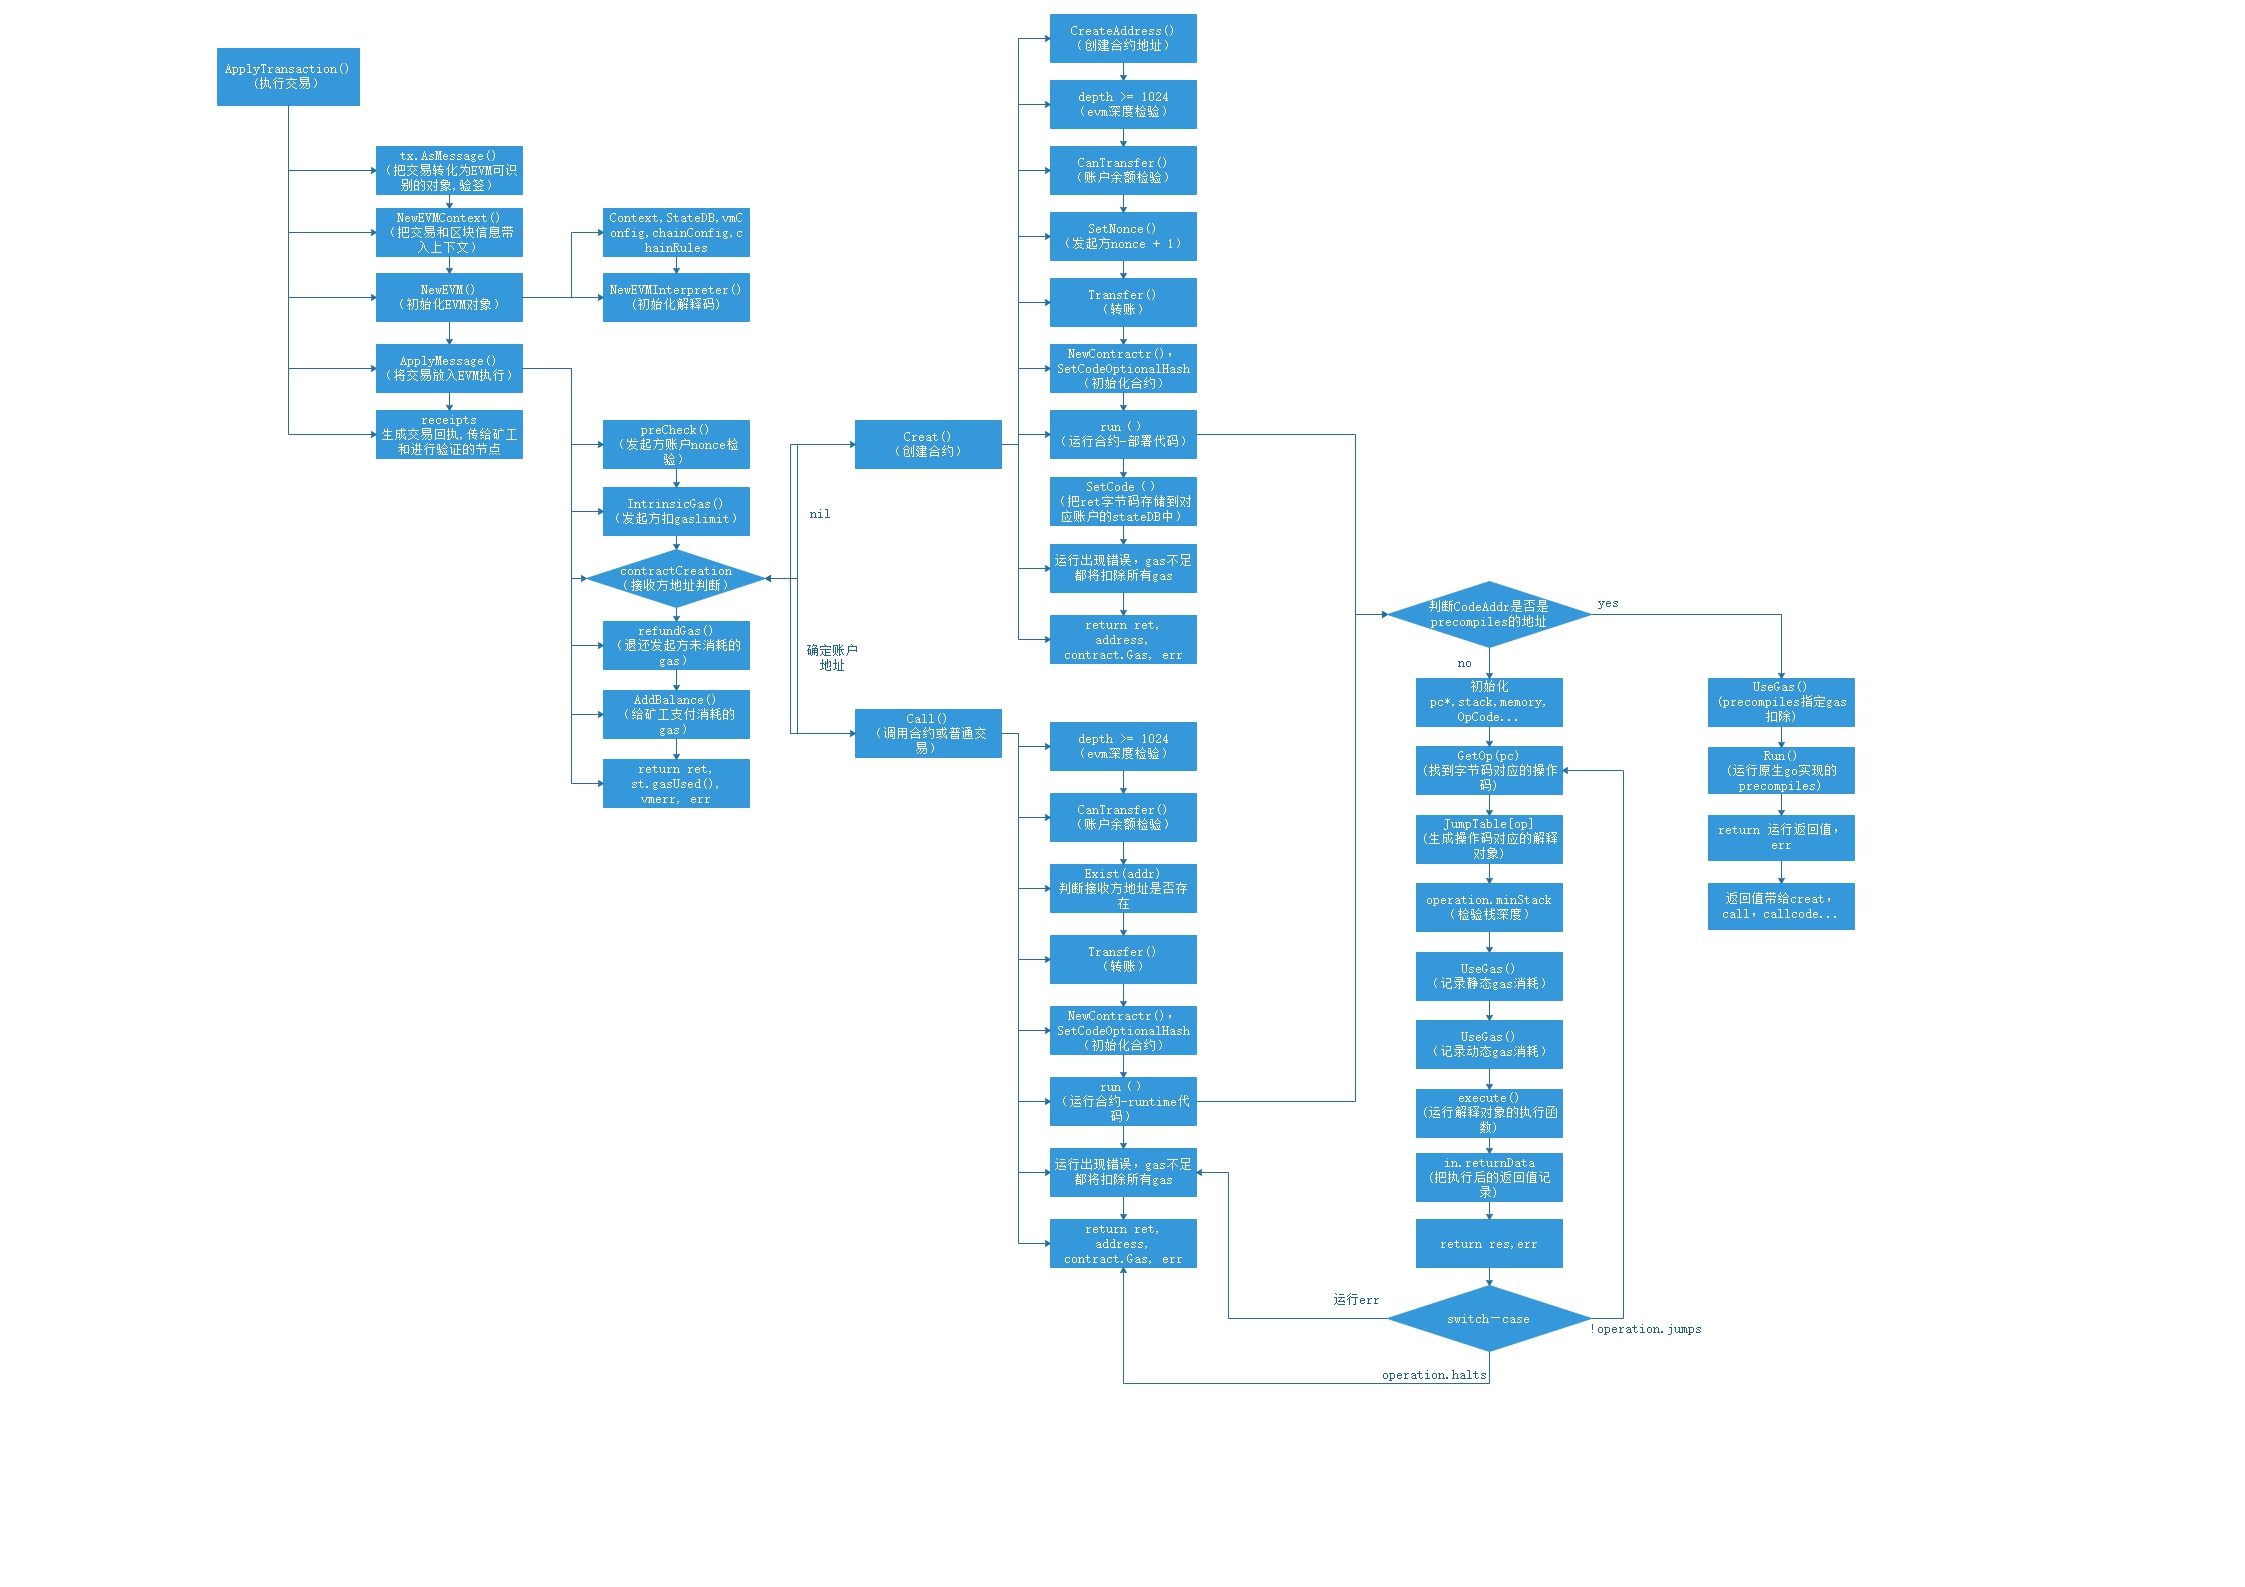 ApplyTransaction()
(执行交易)
tx.AsMessage()
(把交易转化为EVM可识
别的对象,验签)
NewEVMContext()
(把交易和区块信息带
入上下文)
NewEVM()
(初始化EVM对象)
ApplyMessage()
(将交易放入EVM执行)
receipts
生成交易回执,传给矿工
和进行验证的节点
Context,StateDB,vmC
onfig,chainConfig,c
hainRules
NewEVMInterpreter()
(初始化解释码)
preCheck()
(发起方账户nonce检
验)
IntrinsicGas()
(发起方扣gaslimit)
contractCreation
(接收方地址判断)
refundGas()
(退还发起方未消耗的
gas)
AddBalance()
(给矿工支付消耗的
gas)
return ret,
st.gasUsed(),
vmerr, err
nil
确定账户
地址
Creat()
(创建合约)
Call()
(调用合约或普通交
易)
CreateAddress()
(创建合约地址)
depth >= 1024
(evm深度检验)
CanTransfer()
(账户余额检验)
SetNonce()
(发起方nonce + 1)
Transfer()
(转账)
NewContractr(),
SetCodeOptionalHash
(初始化合约)
run（）
(运行合约-部署代码)
SetCode（）
(把ret字节码存储到对
应账户的stateDB中)
运行出现错误，gas不足
都将扣除所有gas
return ret,
address,
contract.Gas, err
depth >= 1024
(evm深度检验)
CanTransfer()
(账户余额检验)
Exist(addr)
判断接收方地址是否存
在
Transfer()
(转账)
NewContractr(),
SetCodeOptionalHash
(初始化合约)
run（）
(运行合约-runtime代
码)
运行出现错误，gas不足
都将扣除所有gas
return ret,
address,
contract.Gas, err
判断CodeAddr是否是
precompiles的地址
yes
no
初始化
pc*,stack,memory,
OpCode...
GetOp(pc)
(找到字节码对应的操作
码)
JumpTable[op]
(生成操作码对应的解释
对象)
operation.minStack
(检验栈深度)
UseGas()
(记录静态gas消耗)
UseGas()
(记录动态gas消耗)
execute()
(运行解释对象的执行函
数)
in.returnData
(把执行后的返回值记
录)
return res,err
switch—case
运行err
!operation.jumps
operation.halts
UseGas()
(precompiles指定gas
扣除)
Run()
(运行原生go实现的
precompiles)
return 运行返回值，
err
返回值带给creat，
call，callcode...